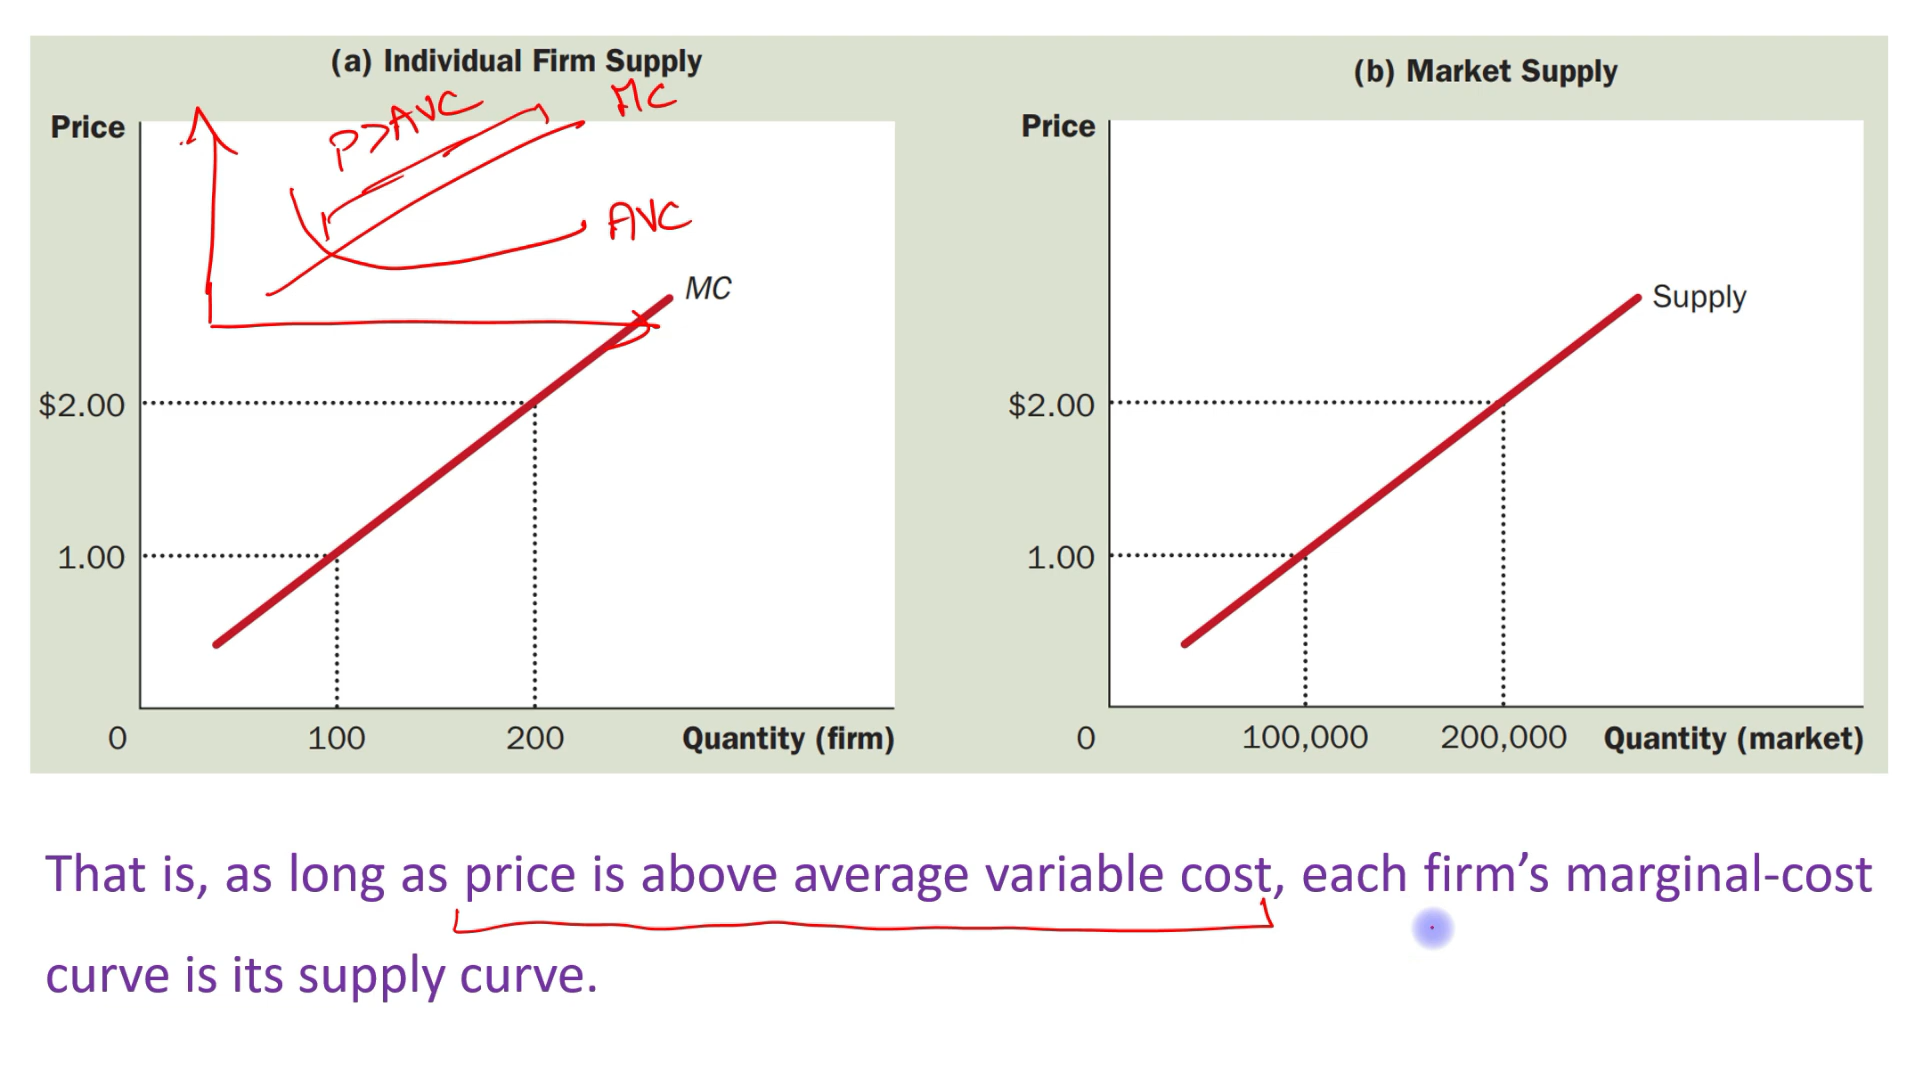 (a) Individual Firm Supply
Price
P>AVC
MC
AVC
MC
$2.00
1.00
0
100
200
Quantity (firm)
(b) Market Supply
Price
Supply
$2.00
1.00
0
100,000
200,000
Quantity (market)
That is, as long as price is above average variable cost, each firm’s marginal-cost
curve is its supply curve.